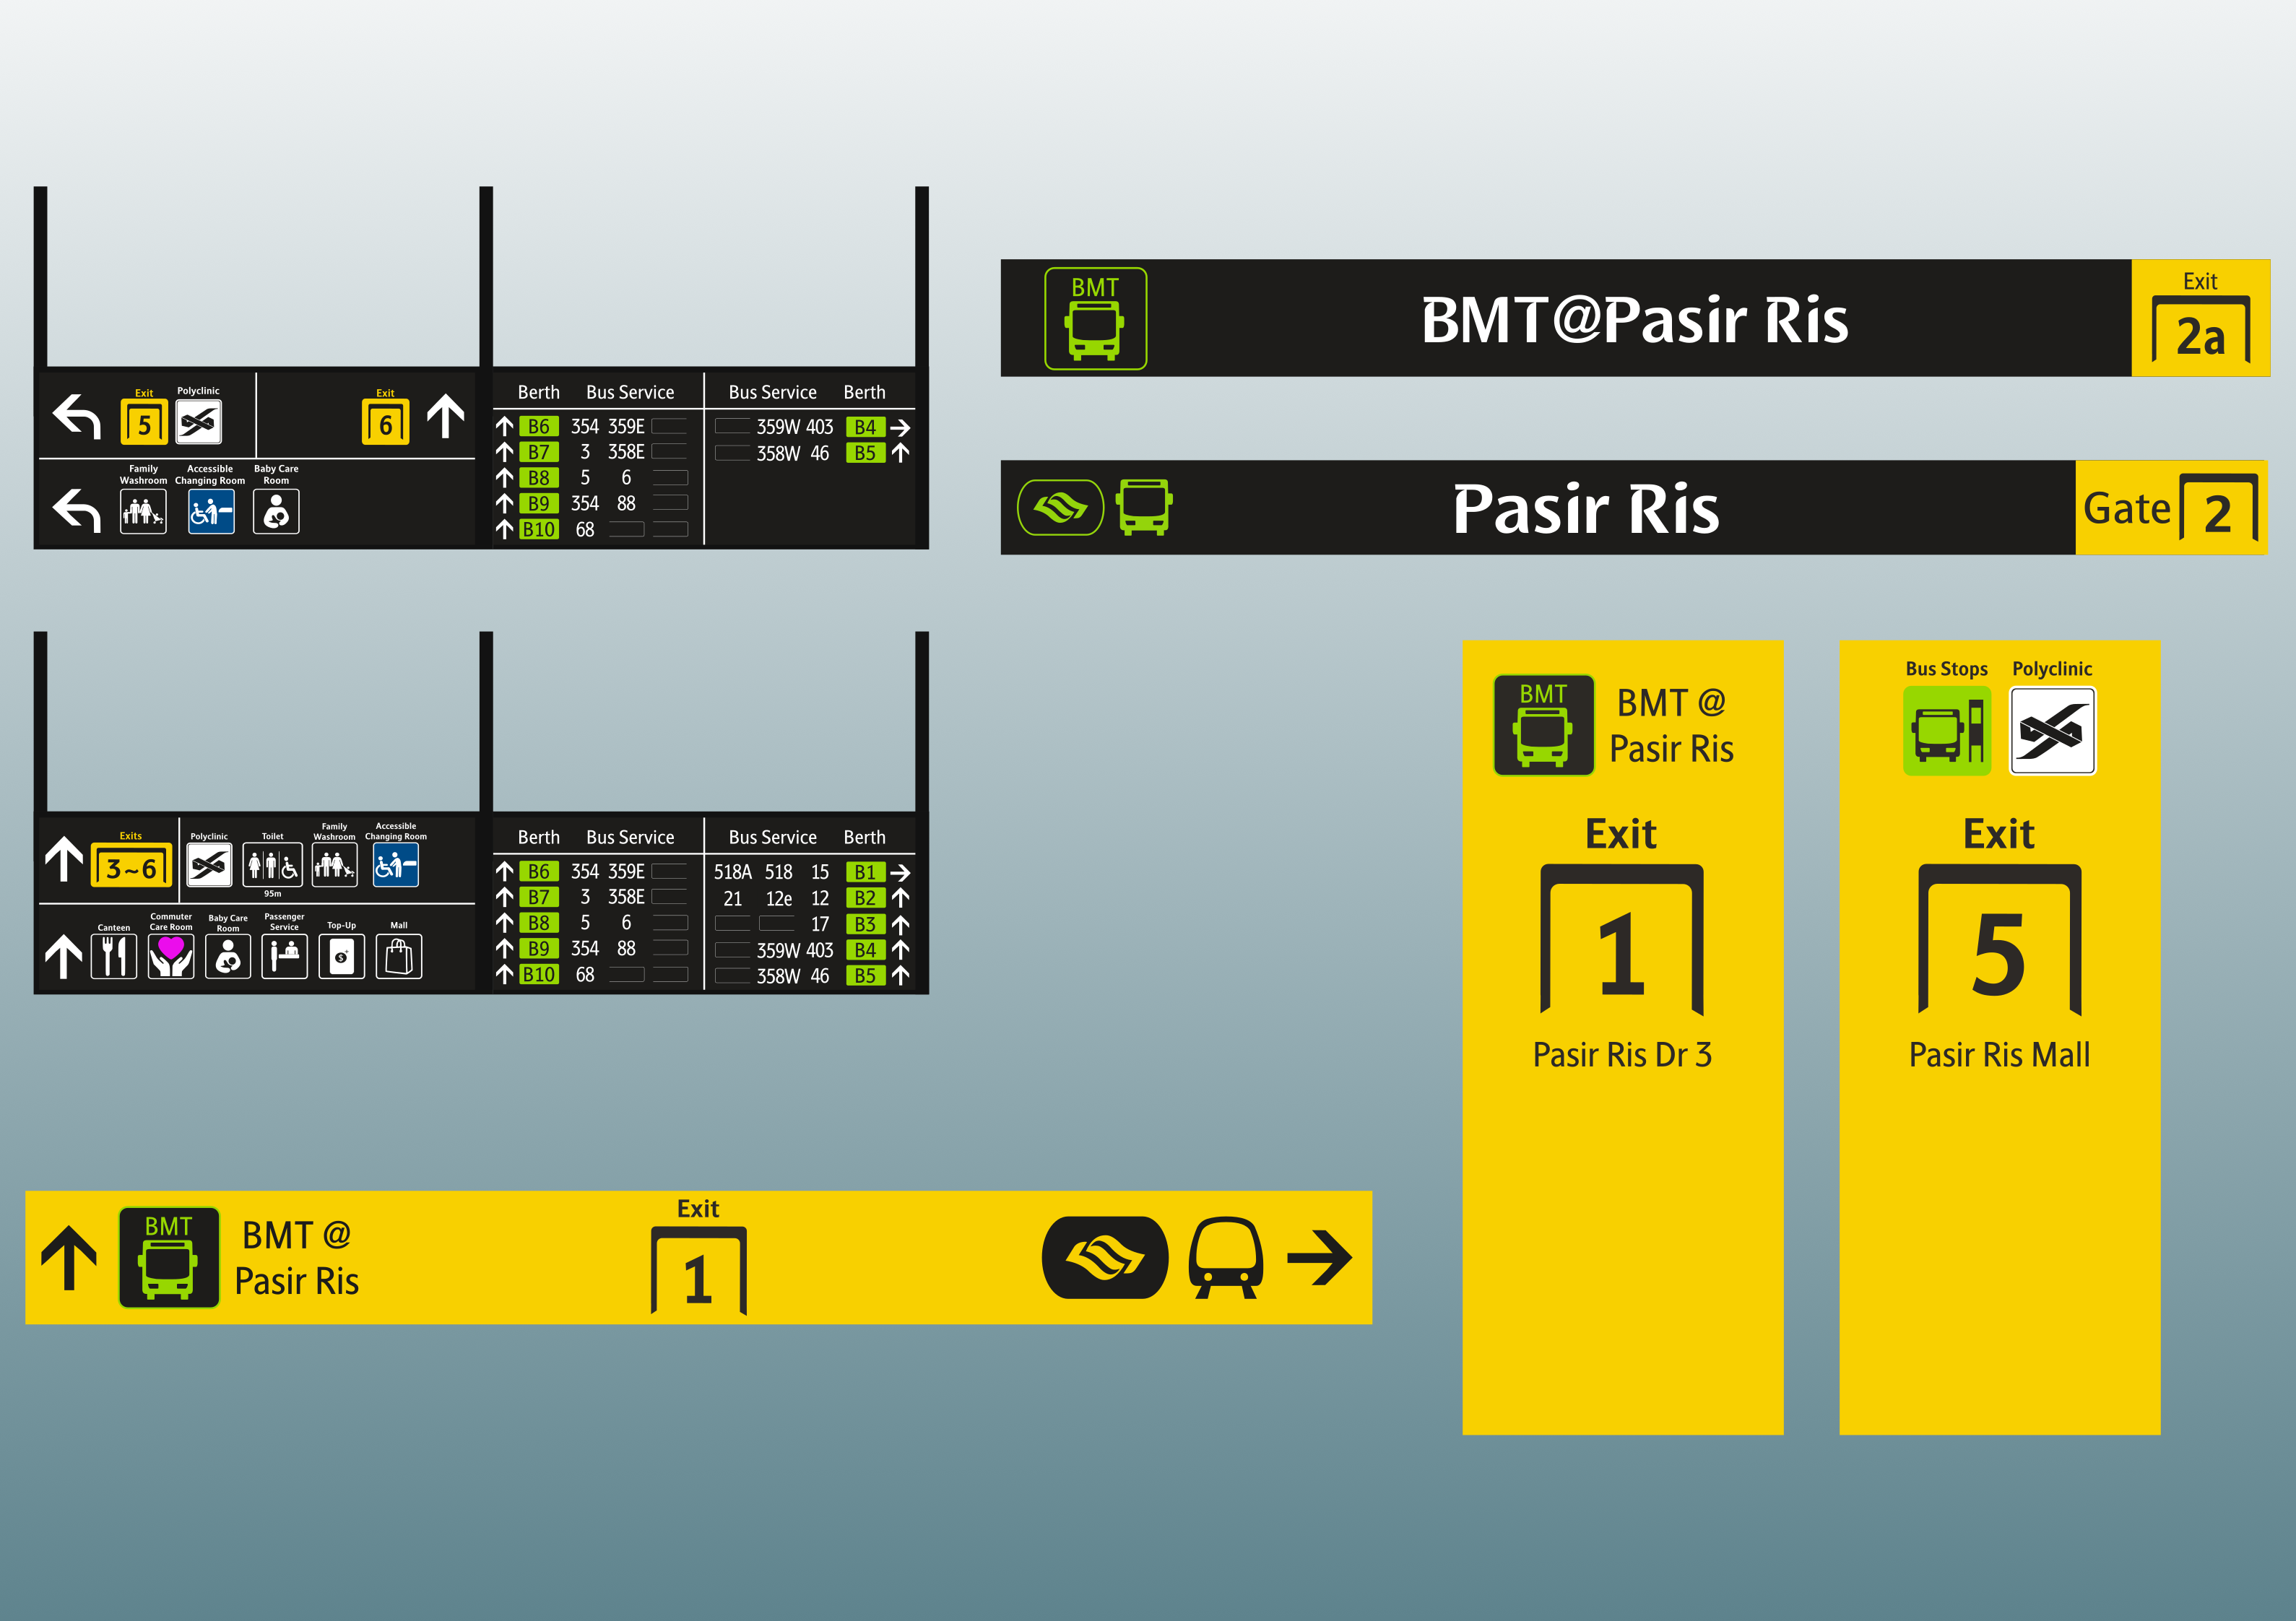 Exit
5
Polyclinic
Exit
6
Family
Washroom
Accessible
Changing Room
Baby Care
Room
Berth Bus Service
B6 354 359E
B7 3 358E
B8 5 6
B9 354 88
B10 68
Bus Service Berth
359W 403 B4
358W 46 B5
BMT
BMT@Pasir Ris
Exit
2a
Pasir Ris
Gate 2
Exits
3~6
Polyclinic
Toilet
95m
Family
Washroom
Accessible
Changing Room
Canteen
Commuter
Care Room
Baby Care
Room
Passenger
Service
Top-Up
$
Mall
Berth Bus Service
B6 354 359E
B7 3 358E
B8 5 6
B9 354 88
B10 68
Bus Service Berth
518A 518 15 B1
21 12e 12 B2
17 B3
359W 403 B4
358W 46 B5
BMT
BMT @
Pasir Ris
Exit
1
Pasir Ris Dr 3
Bus Stops
Polyclinic
Exit
5
Pasir Ris Mall
BMT
BMT @
Pasir Ris
Exit
1